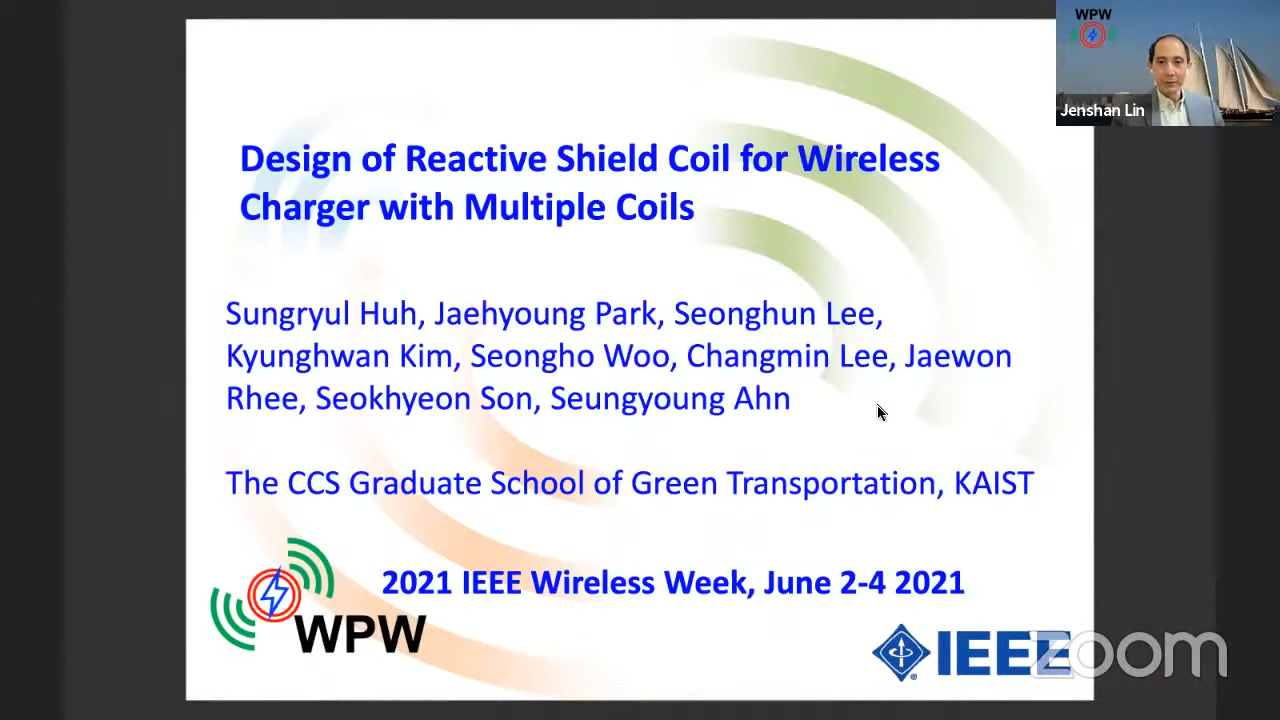 WPW
Jenshan Lin
Design of Reactive Shield Coil for Wireless
Charger with Multiple Coils
Sungryul Huh, Jaehyoung Park, Seonghun Lee,
Kyunghwan Kim, Seongho Woo, Changmin Lee, Jaewon
Rhee, Seokhyeon Son, Seungyoung Ahn
The CCS Graduate School of Green Transportation, KAIST
2021 IEEE Wireless Week, June 2-4 2021
WPW
IEEE
zoom